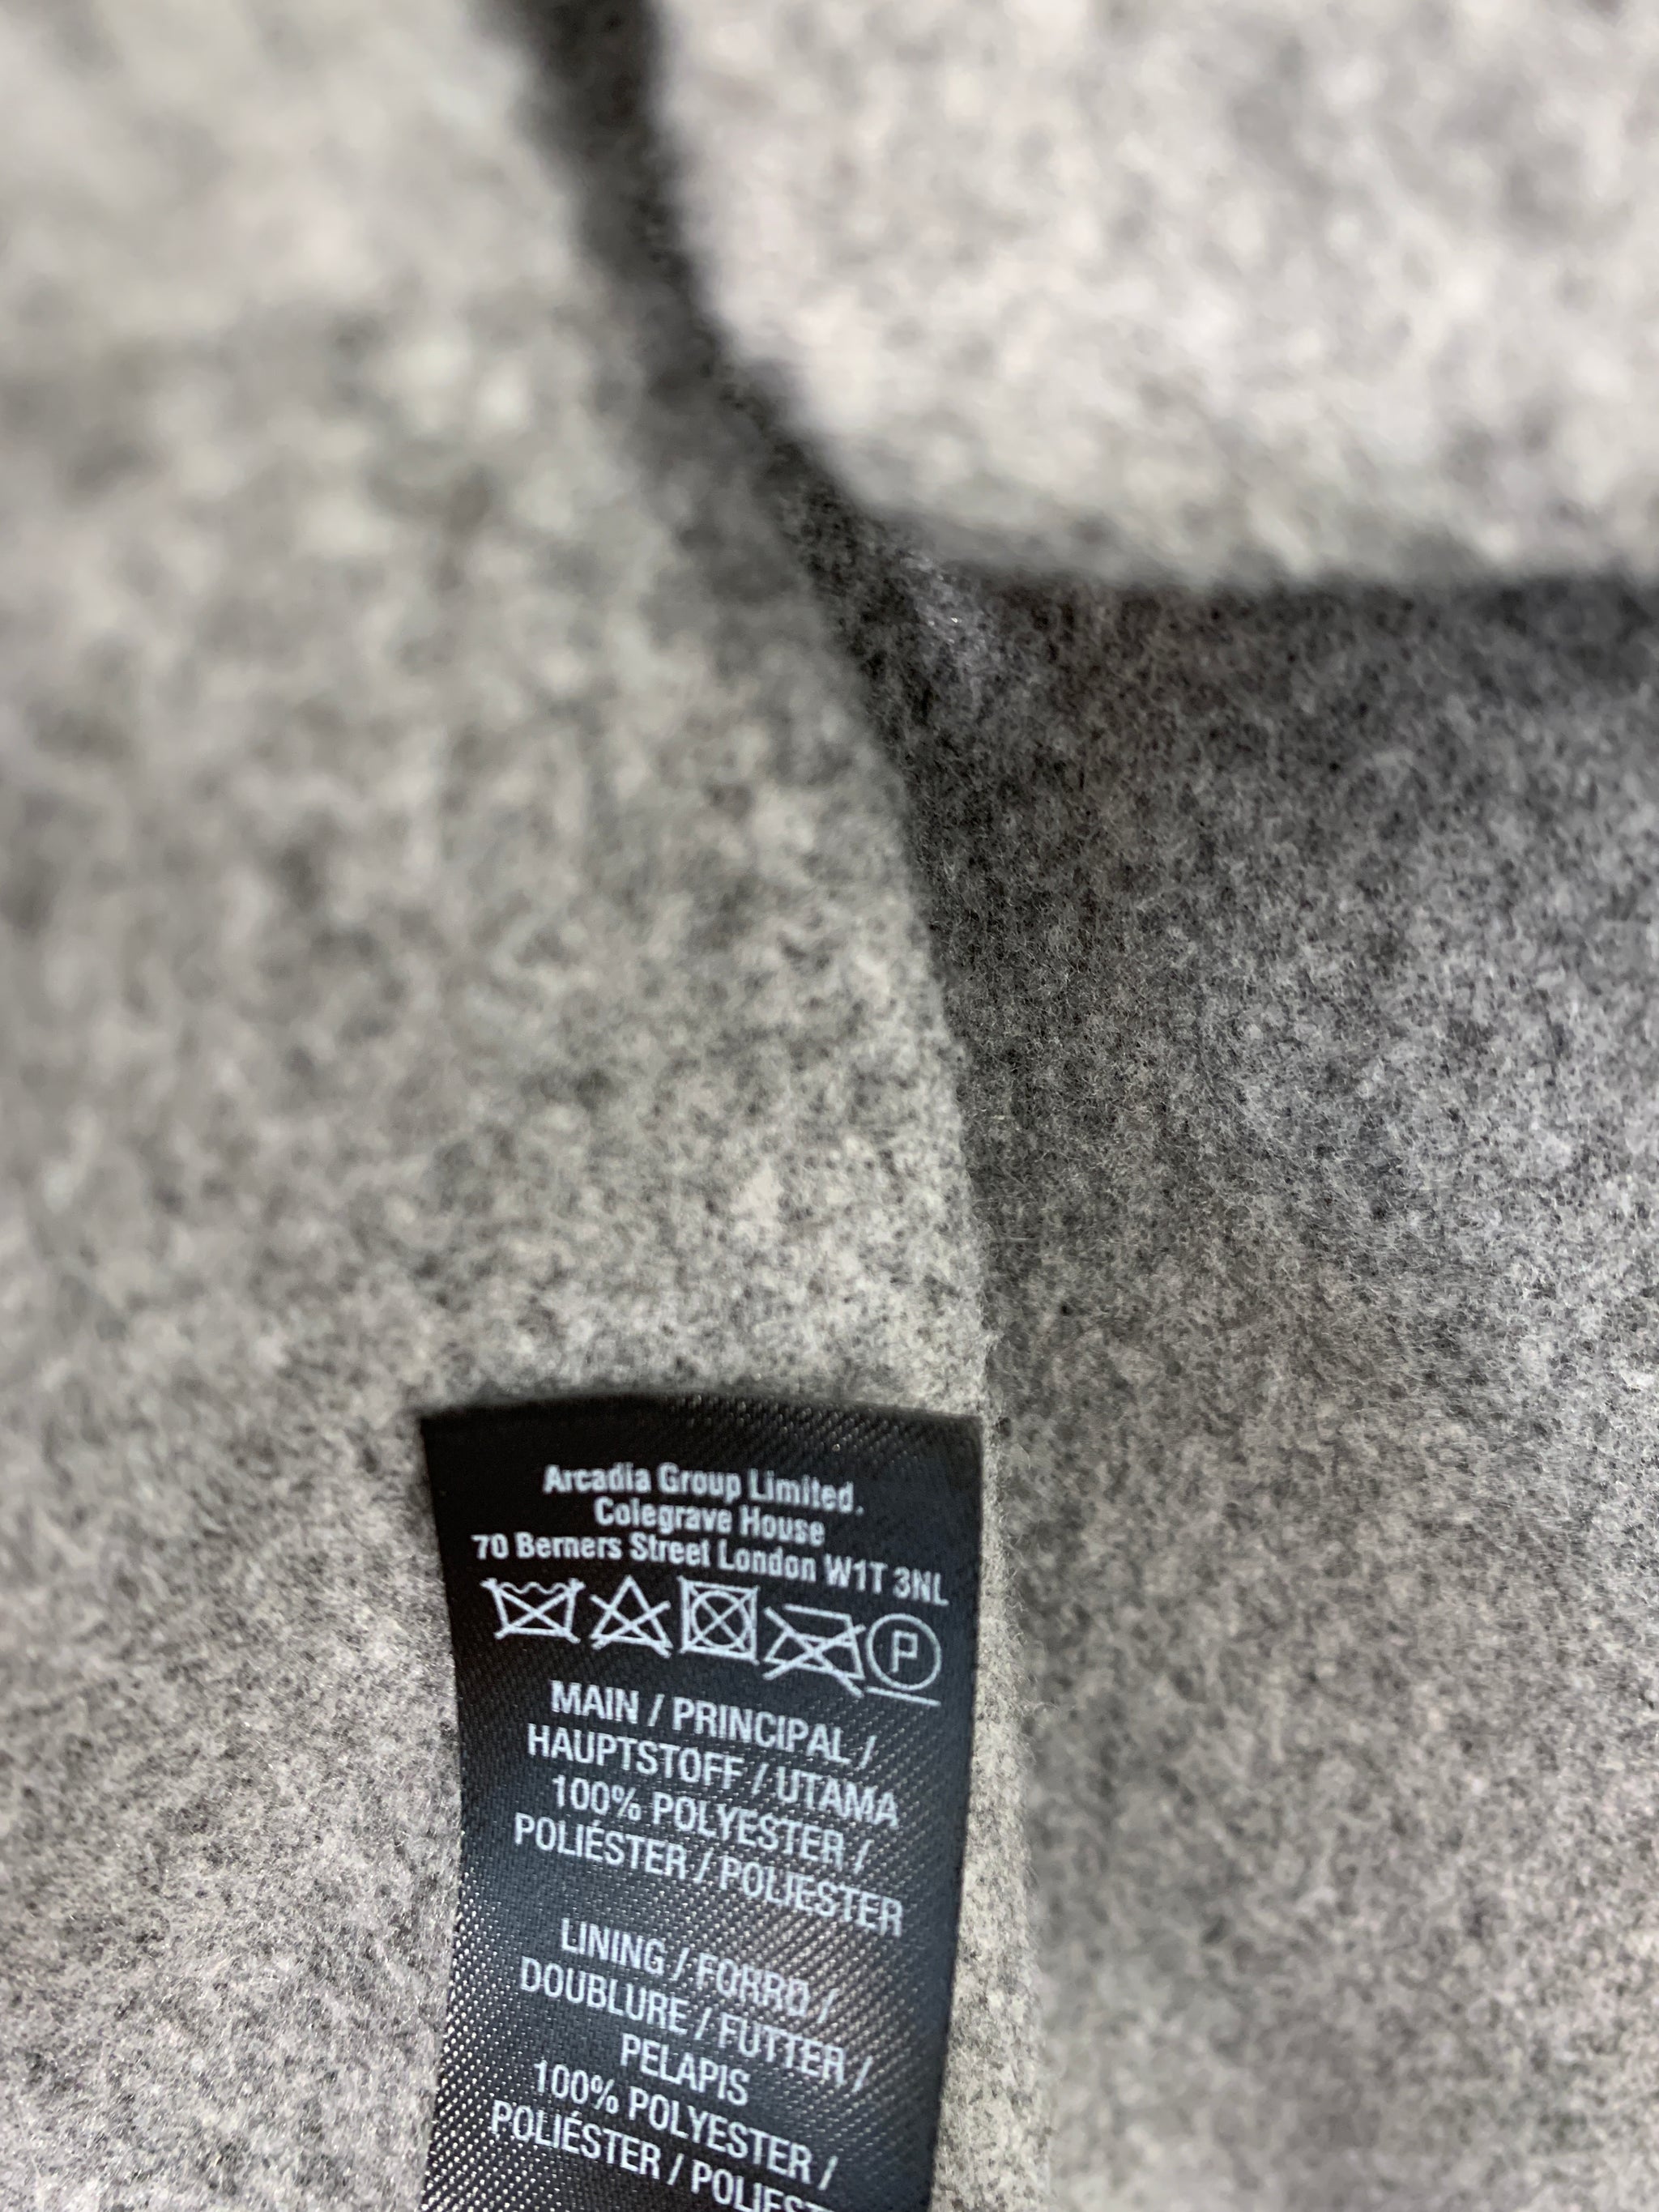 Arcadia Group Limited.
Colegrave House
70 Berners Street London W1T 3NL
P
MAIN / PRINCIPAL /
HAUPTSTOFF / UTAMA
100% POLYESTER /
POLIÉSTER / POLIESTER
LINING / FORRO /
DOUBLURE / FUTTER /
PELAPIS
100% POLYESTER /
POLIÉSTER / POLIEST